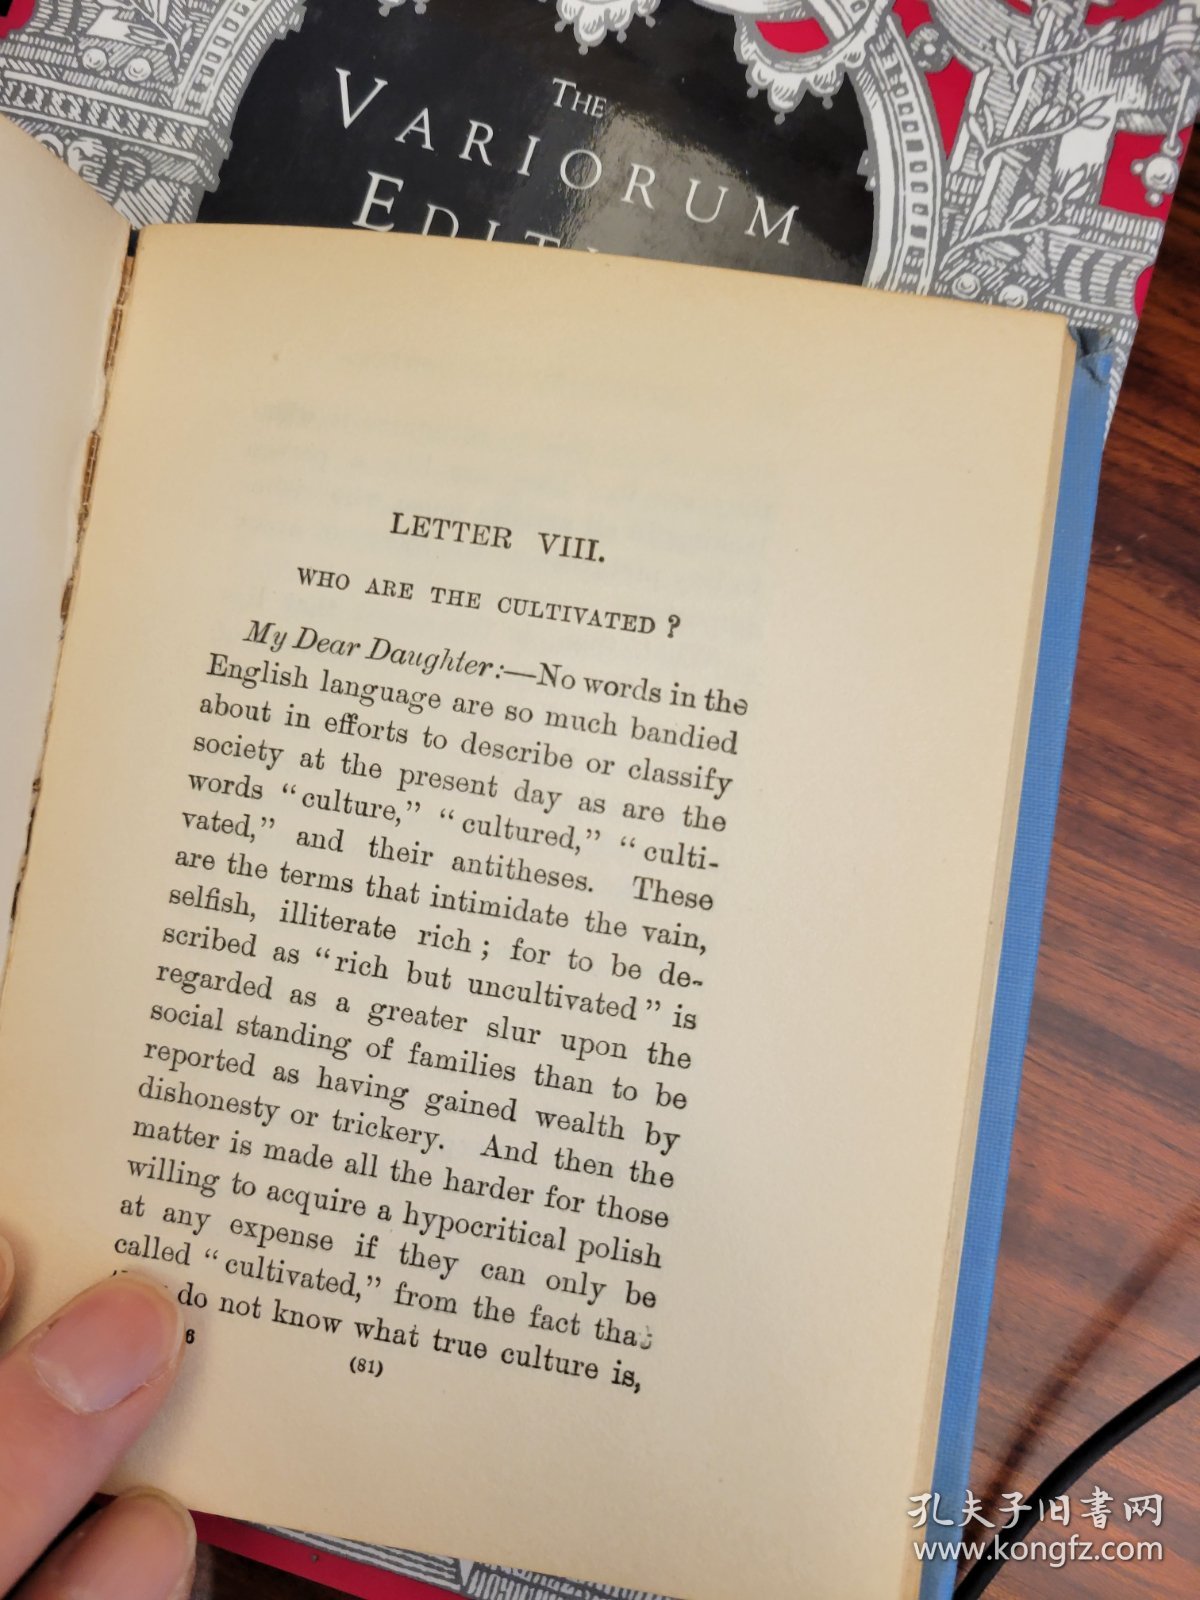 THE
VARIORUM
LETTER VIII.
WHO ARE THE CULTIVATED?
My Dear Daughter:—No words in the
English language are so much bandied
about in efforts to describe or classify
society at the present day as are the
words “culture,” “cultured,” “culti-
vated,” and their antitheses. These
are the terms that intimidate the vain,
selfish, illiterate rich; for to be de-
scribed as “rich but uncultivated” is
regarded as a greater slur upon the
social standing of families than to be
reported as having gained wealth by
dishonesty or trickery. And then the
matter is made all the harder for those
willing to acquire a hypocritical polish
at any expense if they can only be
called “cultivated,” from the fact that
do not know what true culture is,
6
(81)
孔夫子旧书网
www.kongfz.com